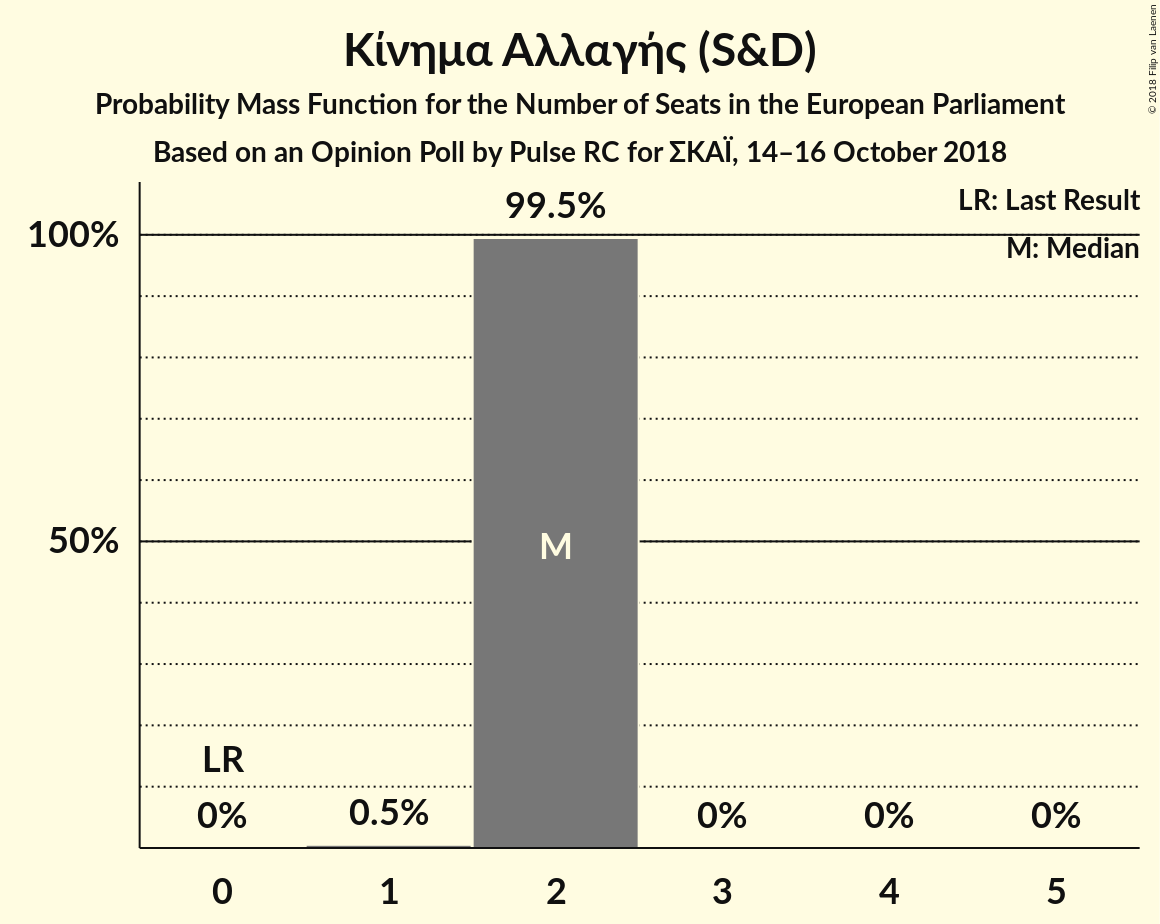 Κίνημα Αλλαγής (S&D)
Probability Mass Function for the Number of Seats in the European Parliament
Based on an Opinion Poll by Pulse RC for ΣΚΑΪ, 14–16 October 2018
© 2018 Filip van Laenen
LR: Last Result
M: Median
99.5%
100%
50%
M
LR
0%
0.5%
0%
0%
0%
0
1
2
3
4
5